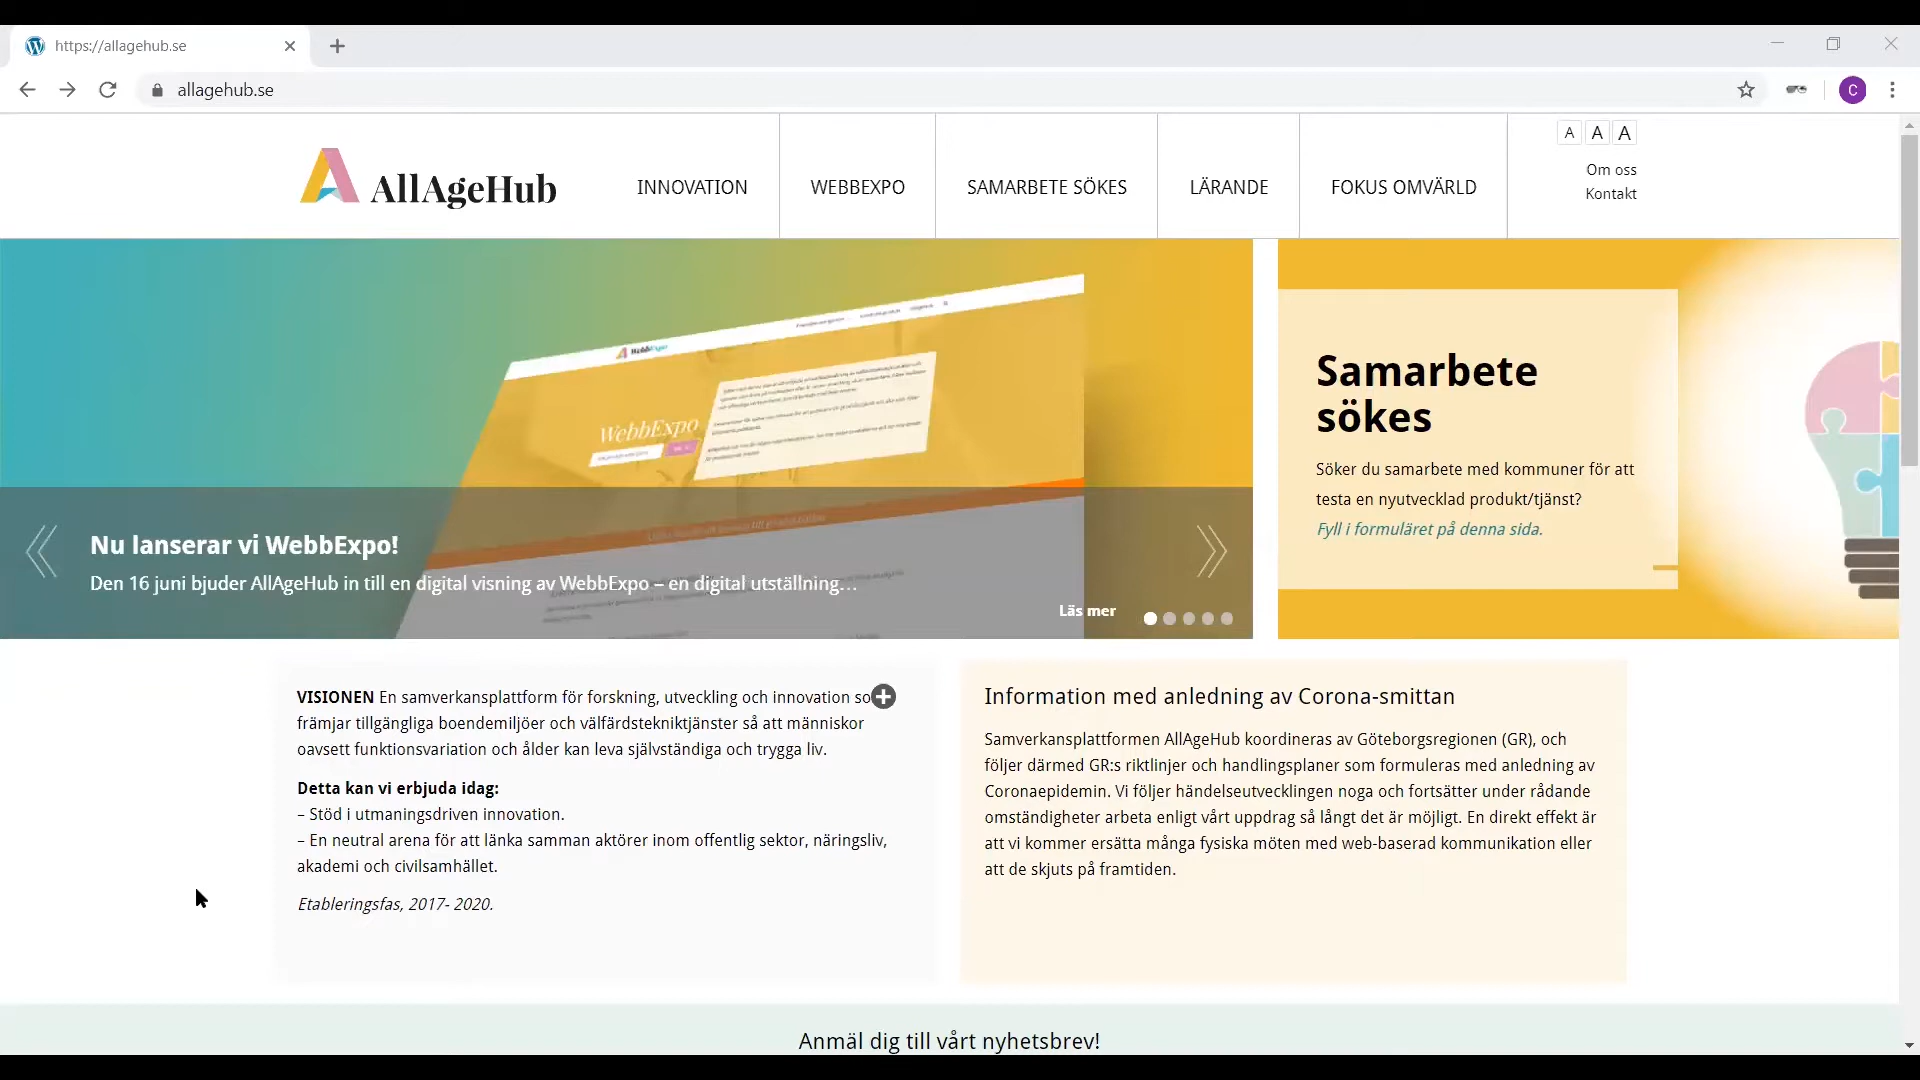 https://allagehub.se
allagehub.se
C
A A A
AllAgeHub
INNOVATION
WEBBEXPO
SAMARBETE SÖKES
LÄRANDE
FOKUS OMVÄRLD
Om oss
Kontakt
WebbExpo
WebbExpo
Nu lanserar vi WebbExpo!
Den 16 juni bjuder AllAgeHub in till en digital visning av WebbExpo – en digital utställning…
Läs mer
Samarbete
sökes
Söker du samarbete med kommuner för att
testa en nyutvecklad produkt/tjänst?
Fyll i formuläret på denna sida.
VISIONEN En samverkansplattform för forskning, utveckling och innovation so
främjar tillgängliga boendemiljöer och välfärdstekniktjänster så att människor
oavsett funktionsvariation och ålder kan leva självständiga och trygga liv.
Detta kan vi erbjuda idag:
– Stöd i utmaningsdriven innovation.
– En neutral arena för att länka samman aktörer inom offentlig sektor, näringsliv,
akademi och civilsamhället.
Etableringsfas, 2017- 2020.
Information med anledning av Corona-smittan
Samverkansplattformen AllAgeHub koordineras av Göteborgsregionen (GR), och
följer därmed GR:s riktlinjer och handlingsplaner som formuleras med anledning av
Coronaepidemin. Vi följer händelseutvecklingen noga och fortsätter under rådande
omständigheter arbeta enligt vårt uppdrag så långt det är möjligt. En direkt effekt är
att vi kommer ersätta många fysiska möten med web-baserad kommunikation eller
att de skjuts på framtiden.
Anmäl dig till vårt nyhetsbrev!